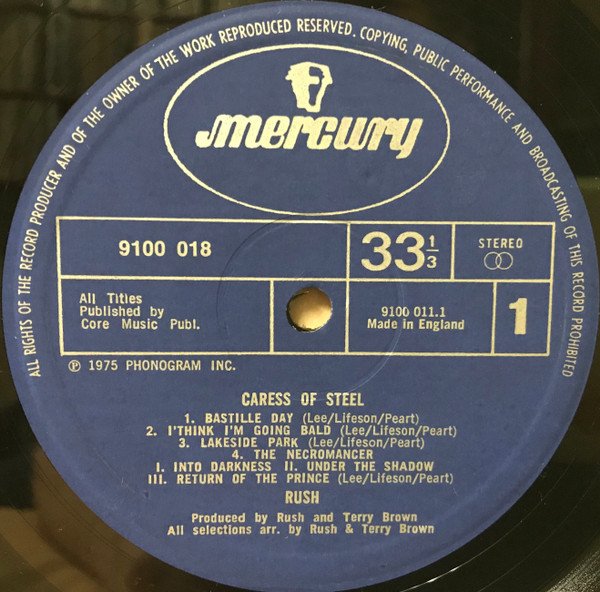 ALL RIGHTS OF THE RECORD PRODUCER AND OF THE OWNER OF THE WORK REPRODUCED RESERVED. COPYING, PUBLIC PERFORMANCE AND BROADCASTING OF THIS RECORD PROHIBITED
mercury
9100 018
33 1/3
STEREO
All Titles
Published by
Core Music Publ.
9100 011.1
Made in England
1
℗ 1975 PHONOGRAM INC.
CARESS OF STEEL
1. BASTILLE DAY (Lee/Lifeson/Peart)
2. I'THINK I'M GOING BALD (Lee/Lifeson/Peart)
3. LAKESIDE PARK (Lee/Lifeson/Peart)
4. THE NECROMANCER
I. INTO DARKNESS II. UNDER THE SHADOW
III. RETURN OF THE PRINCE (Lee/Lifeson/Peart)
RUSH
Produced by Rush and Terry Brown
All selections arr. by Rush & Terry Brown